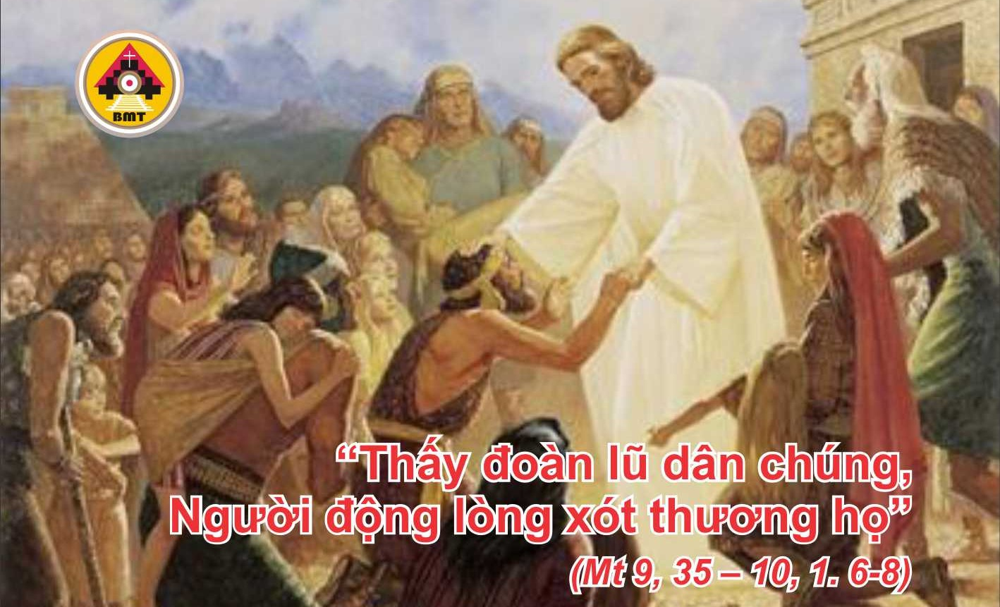 BMT
“Thấy đoàn lũ dân chúng,
Người động lòng xót thương họ”
(Mt 9, 35 – 10, 1. 6-8)